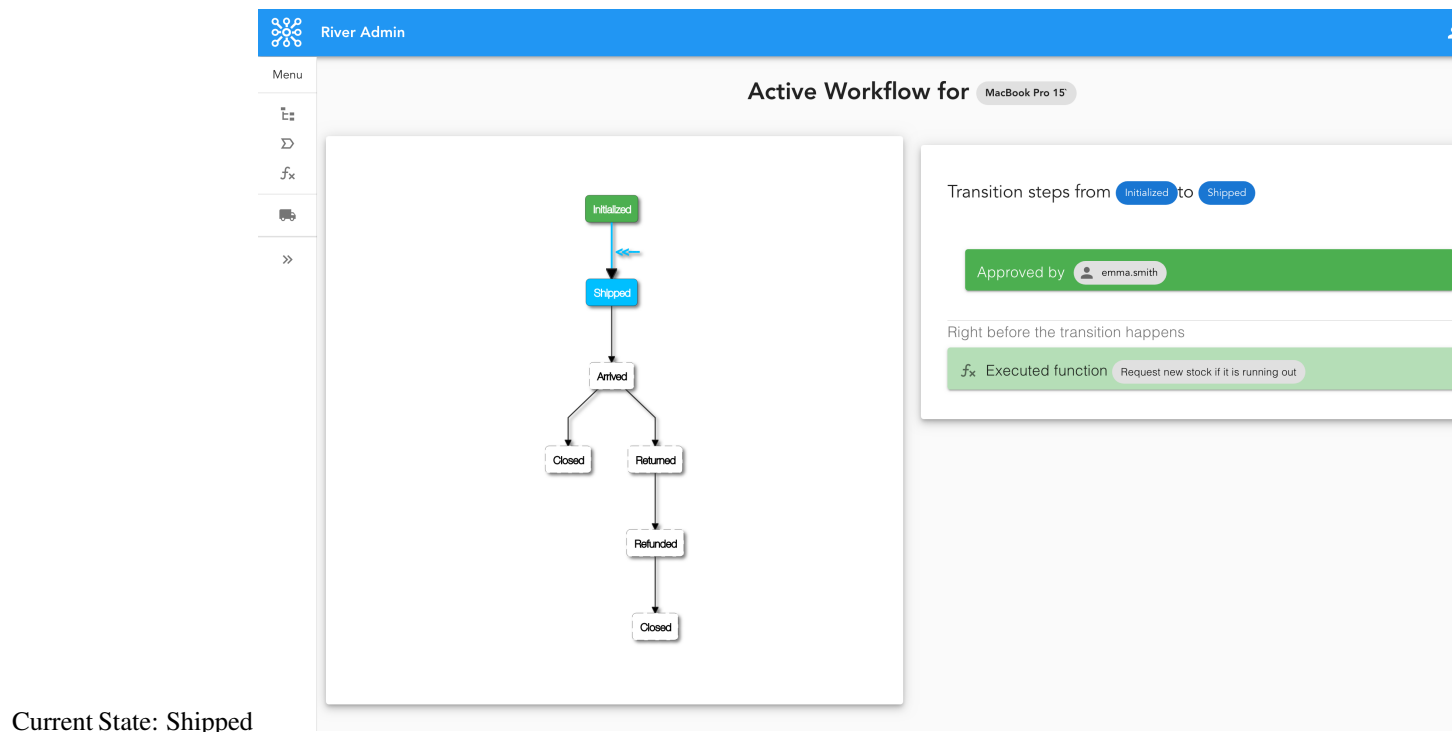 River Admin
Menu
Active Workflow for MacBook Pro 15`
Initialized
Shipped
Arrived
Closed
Returned
Refunded
Closed
Transition steps from Initialized to Shipped
Approved by emma.smith
Right before the transition happens
fx Executed function Request new stock if it is running out
fx
Current State: Shipped